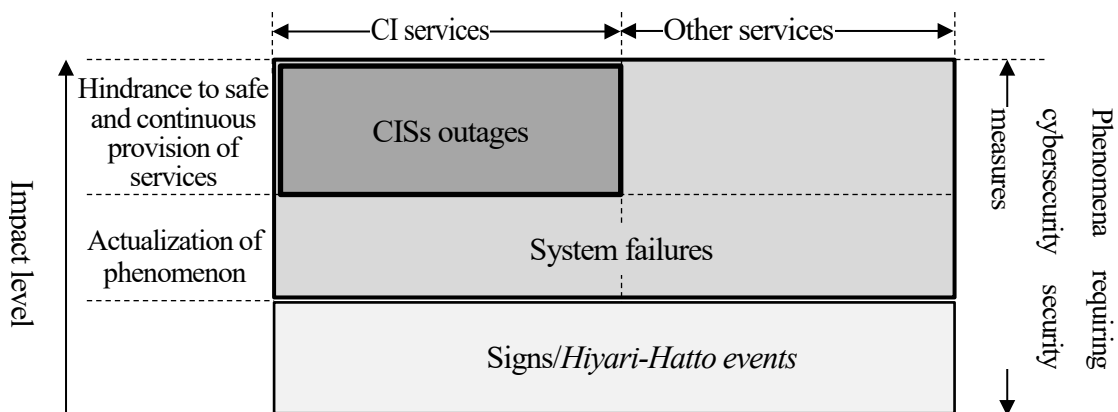 CI services
Other services
Hindrance to safe
and continuous
provision of
services
CISs outages
Actualization of
phenomenon
System failures
Signs/Hiyari-Hatto events
Impact level
Phenomena requiring
cybersecurity security
measures